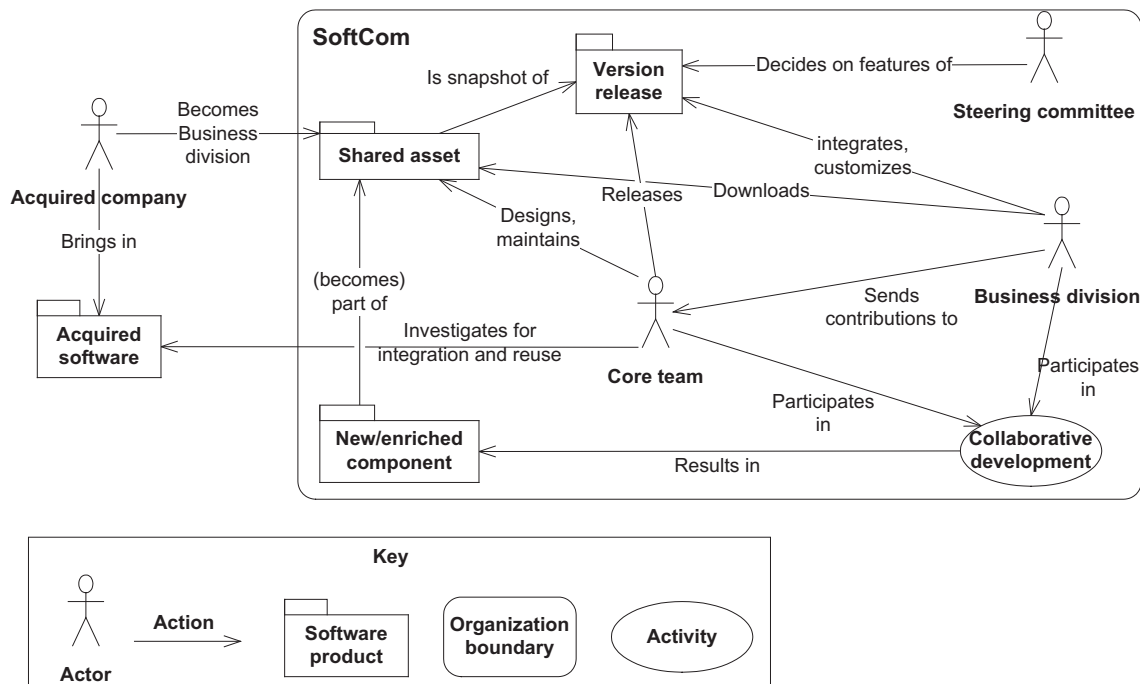 SoftCom
Version
release
Decides on features of
Steering committee
Is snapshot of
Becomes
Business
division
Acquired company
Shared asset
integrates,
customizes
Downloads
Releases
Designs,
maintains
Brings in
(becomes)
part of
Business division
Sends
contributions to
Acquired
software
Investigates for
integration and reuse
Core team
Participates
in
Participates
in
New/enriched
component
Results in
Collaborative
development
Key
Actor
Action
Software
product
Organization
boundary
Activity